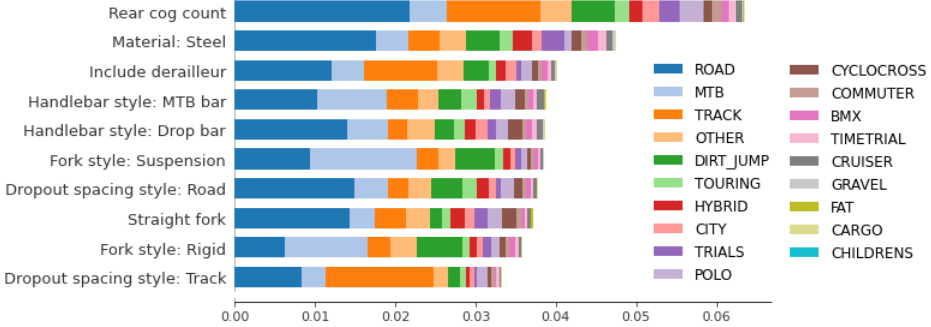 Rear cog count
Material: Steel
Include derailleur
Handlebar style: MTB bar
Handlebar style: Drop bar
Fork style: Suspension
Dropout spacing style: Road
Straight fork
Fork style: Rigid
Dropout spacing style: Track
0.00 0.01 0.02 0.03 0.04 0.05 0.06
ROAD
MTB
TRACK
OTHER
DIRT_JUMP
TOURING
HYBRID
CITY
TRIALS
POLO
CYCLOCROSS
COMMUTER
BMX
TIMETRIAL
CRUISER
GRAVEL
FAT
CARGO
CHILDRENS